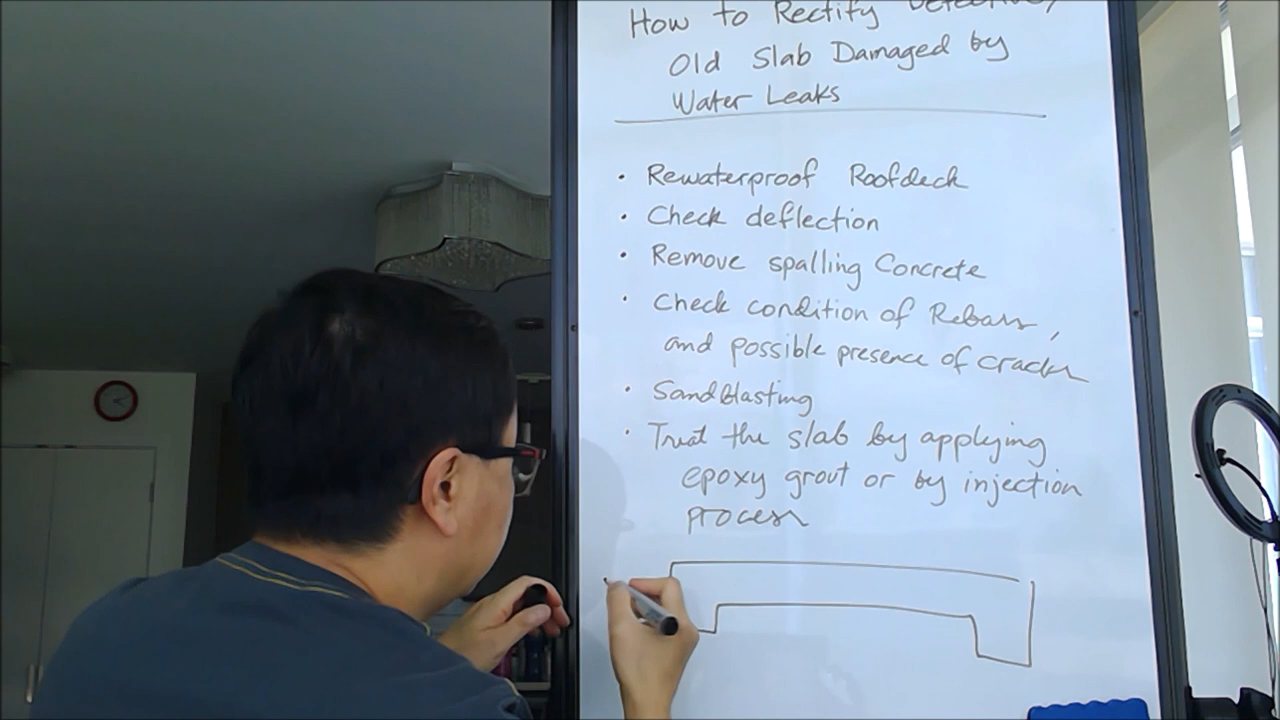 How to Rectify Defective,
Old Slab Damaged by
Water Leaks
• Rewaterproof Roofdeck
• Check deflection
• Remove spalling Concrete
• Check condition of Rebars,
and possible presence of cracks
• Sandblasting
• Treat the slab by applying
epoxy grout or by injection
process